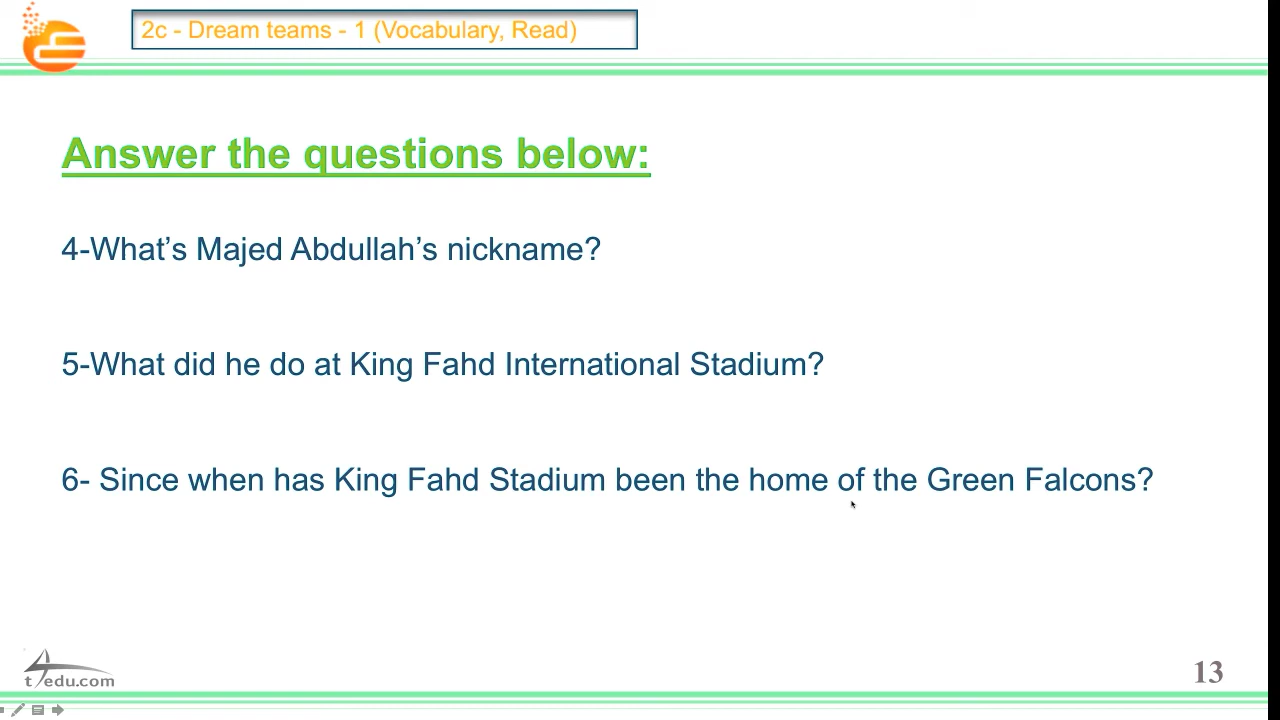 2c - Dream teams - 1 (Vocabulary, Read)
Answer the questions below:
4-What’s Majed Abdullah’s nickname?
5-What did he do at King Fahd International Stadium?
6- Since when has King Fahd Stadium been the home of the Green Falcons?
t4edu.com
13